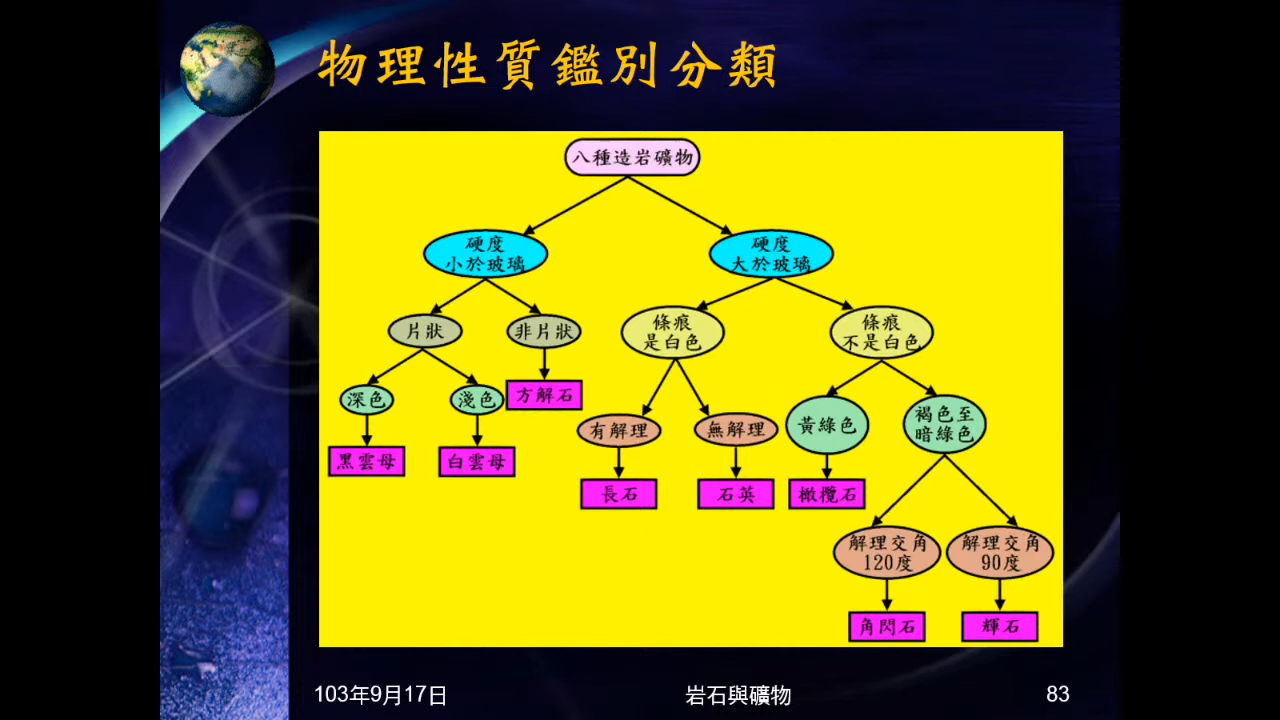 物理性質鑑別分類
八種造岩礦物
硬度
小於玻璃
硬度
大於玻璃
片狀
非片狀
條痕
是白色
條痕
不是白色
深色
淺色
方解石
有解理
無解理
黃綠色
褐色至
暗綠色
黑雲母
白雲母
長石
石英
橄欖石
解理交角
120度
解理交角
90度
角閃石
輝石
103年9月17日
岩石與礦物
83